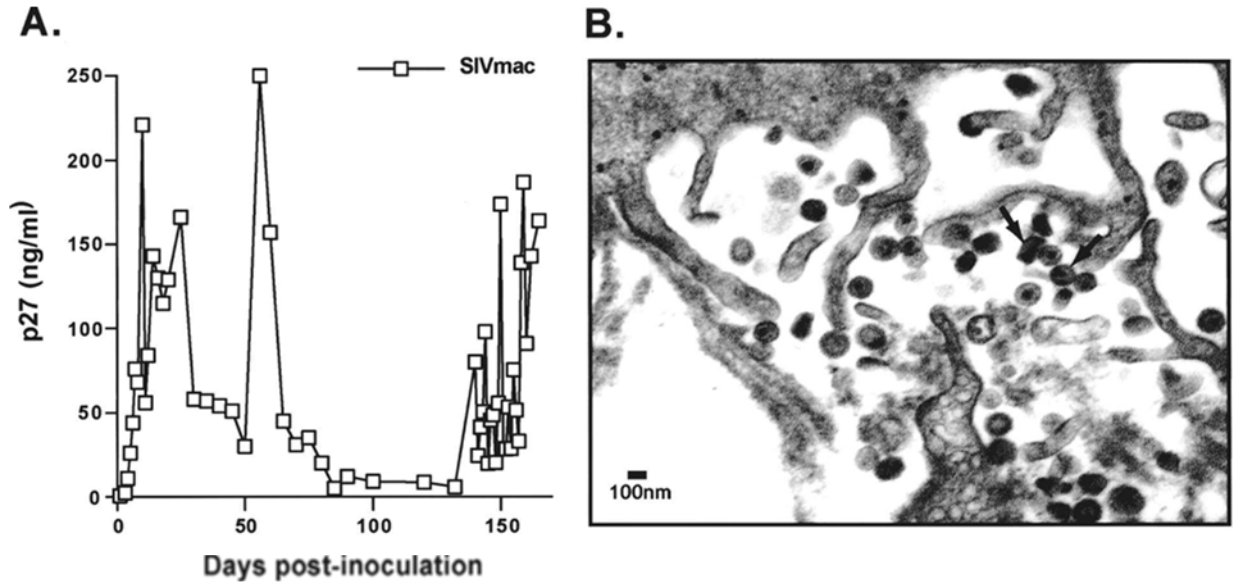 A.
B.
SIVmac
250
200
150
100
50
0
p27 (ng/ml)
0 50 100 150
Days post-inoculation
100nm